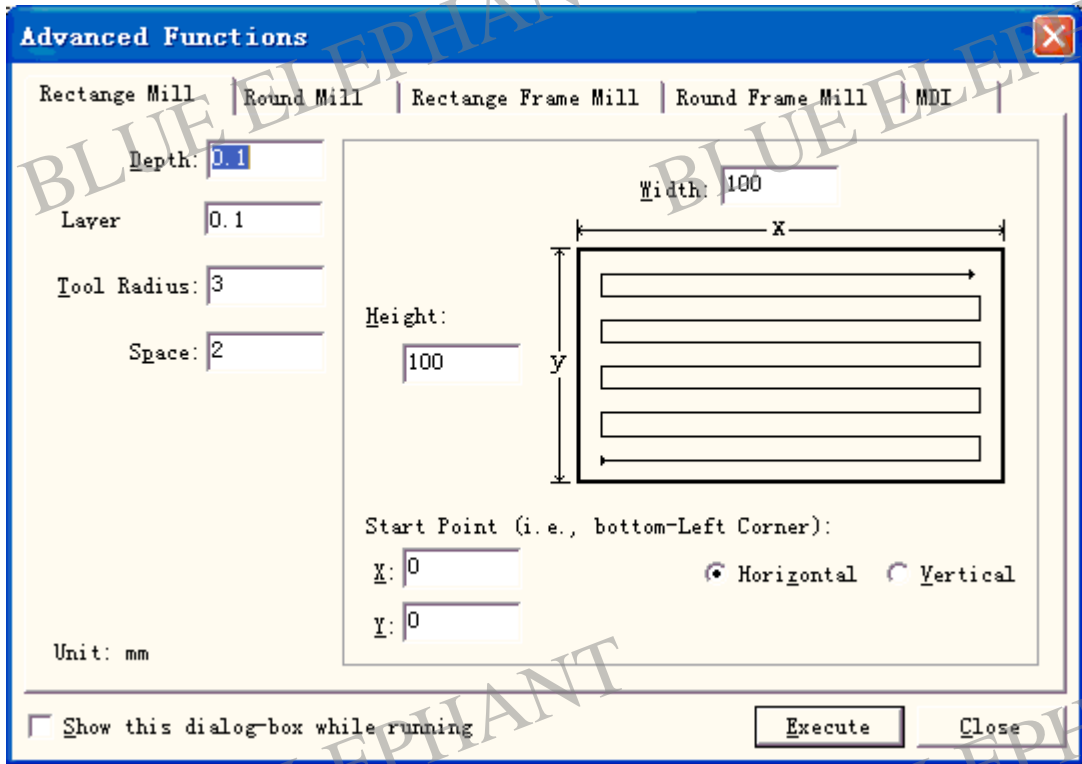 Advanced Functions
Rectange Mill
Round Mill
Rectange Frame Mill
Round Frame Mill
MDI
Depth: 0.1
Layer 0.1
Tool Radius: 3
Space: 2
Width: 100
X
Height:
100
y
Start Point (i.e., bottom-Left Corner):
X: 0
Horizontal
Vertical
Y: 0
Unit: mm
Show this dialog-box while running
Execute
Close
BLUE ELEPHANT
BLUE ELEPHANT
BLUE ELEPHANT